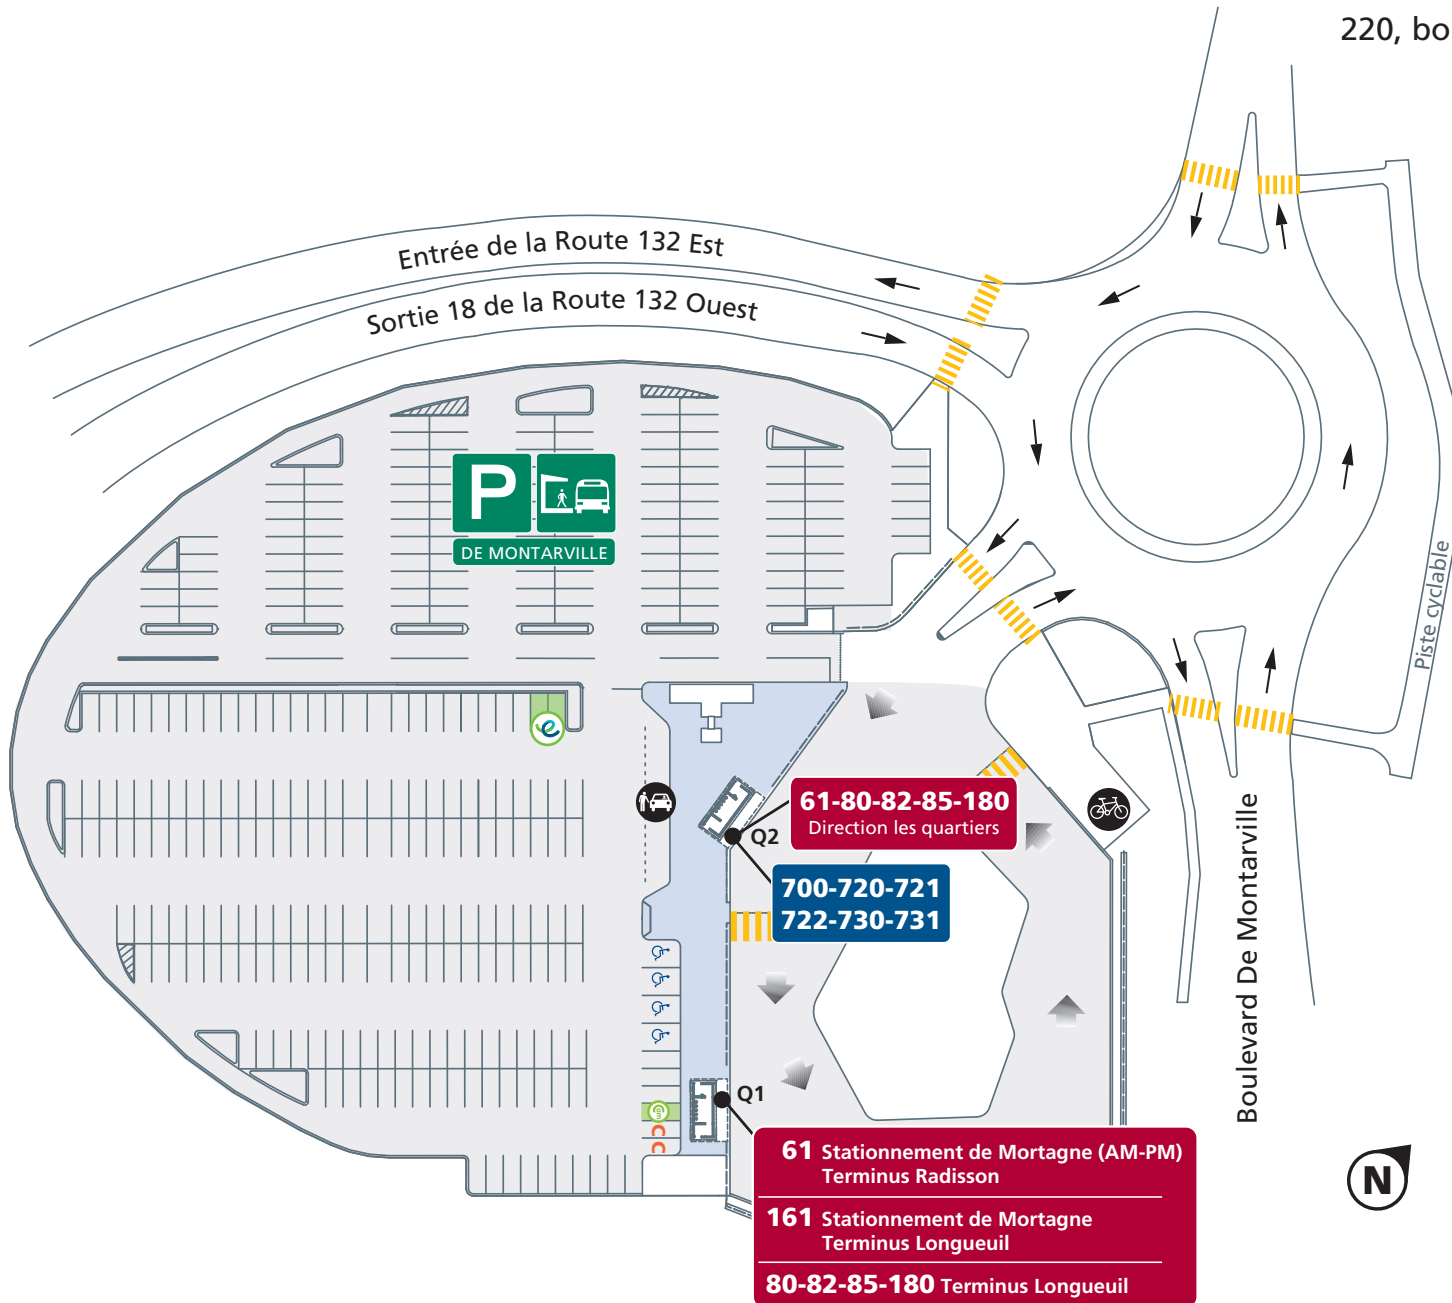 220, bo
Entrée de la Route 132 Est
Sortie 18 de la Route 132 Ouest
P
DE MONTARVILLE
Piste cyclable
61-80-82-85-180
Direction les quartiers
Q2
700-720-721
722-730-731
Boulevard De Montarville
Q1
61 Stationnement de Mortagne (AM-PM)
Terminus Radisson
161 Stationnement de Mortagne
Terminus Longueuil
80-82-85-180 Terminus Longueuil
N